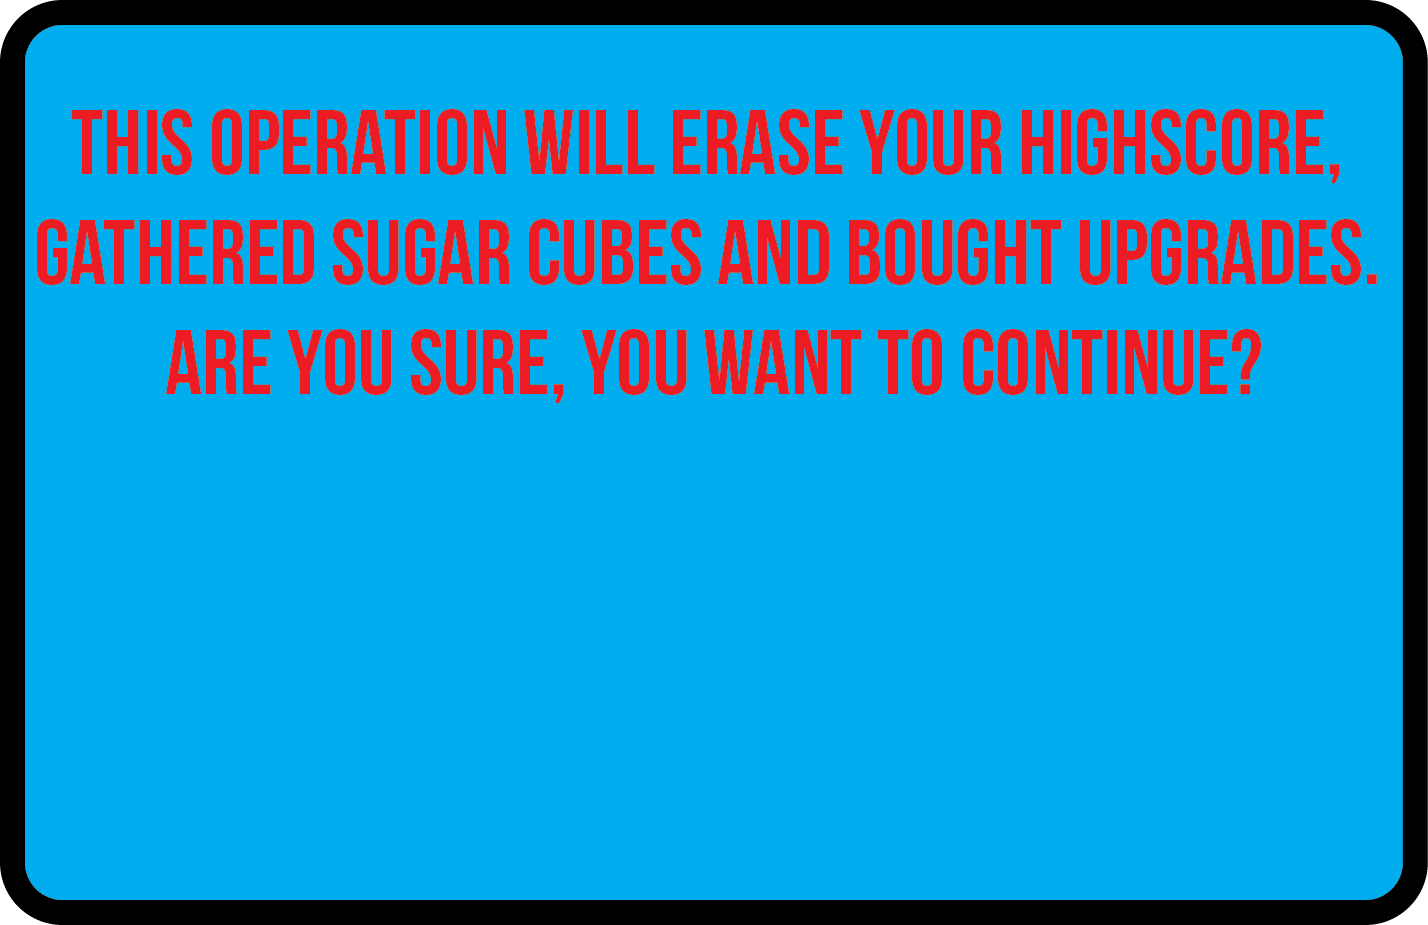 THIS OPERATION WILL ERASE YOUR HIGHSCORE,
GATHERED SUGAR CUBES AND BOUGHT UPGRADES.
ARE YOU SURE, YOU WANT TO CONTINUE?